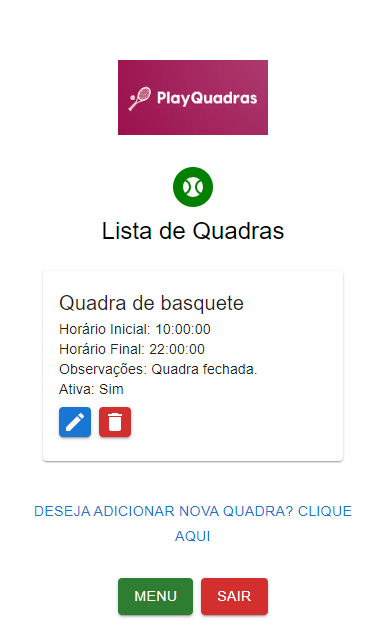 PlayQuadras
Lista de Quadras
Quadra de basquete
Horário Inicial: 10:00:00
Horário Final: 22:00:00
Observações: Quadra fechada.
Ativa: Sim
DESEJA ADICIONAR NOVA QUADRA? CLIQUE
AQUI
MENU SAIR